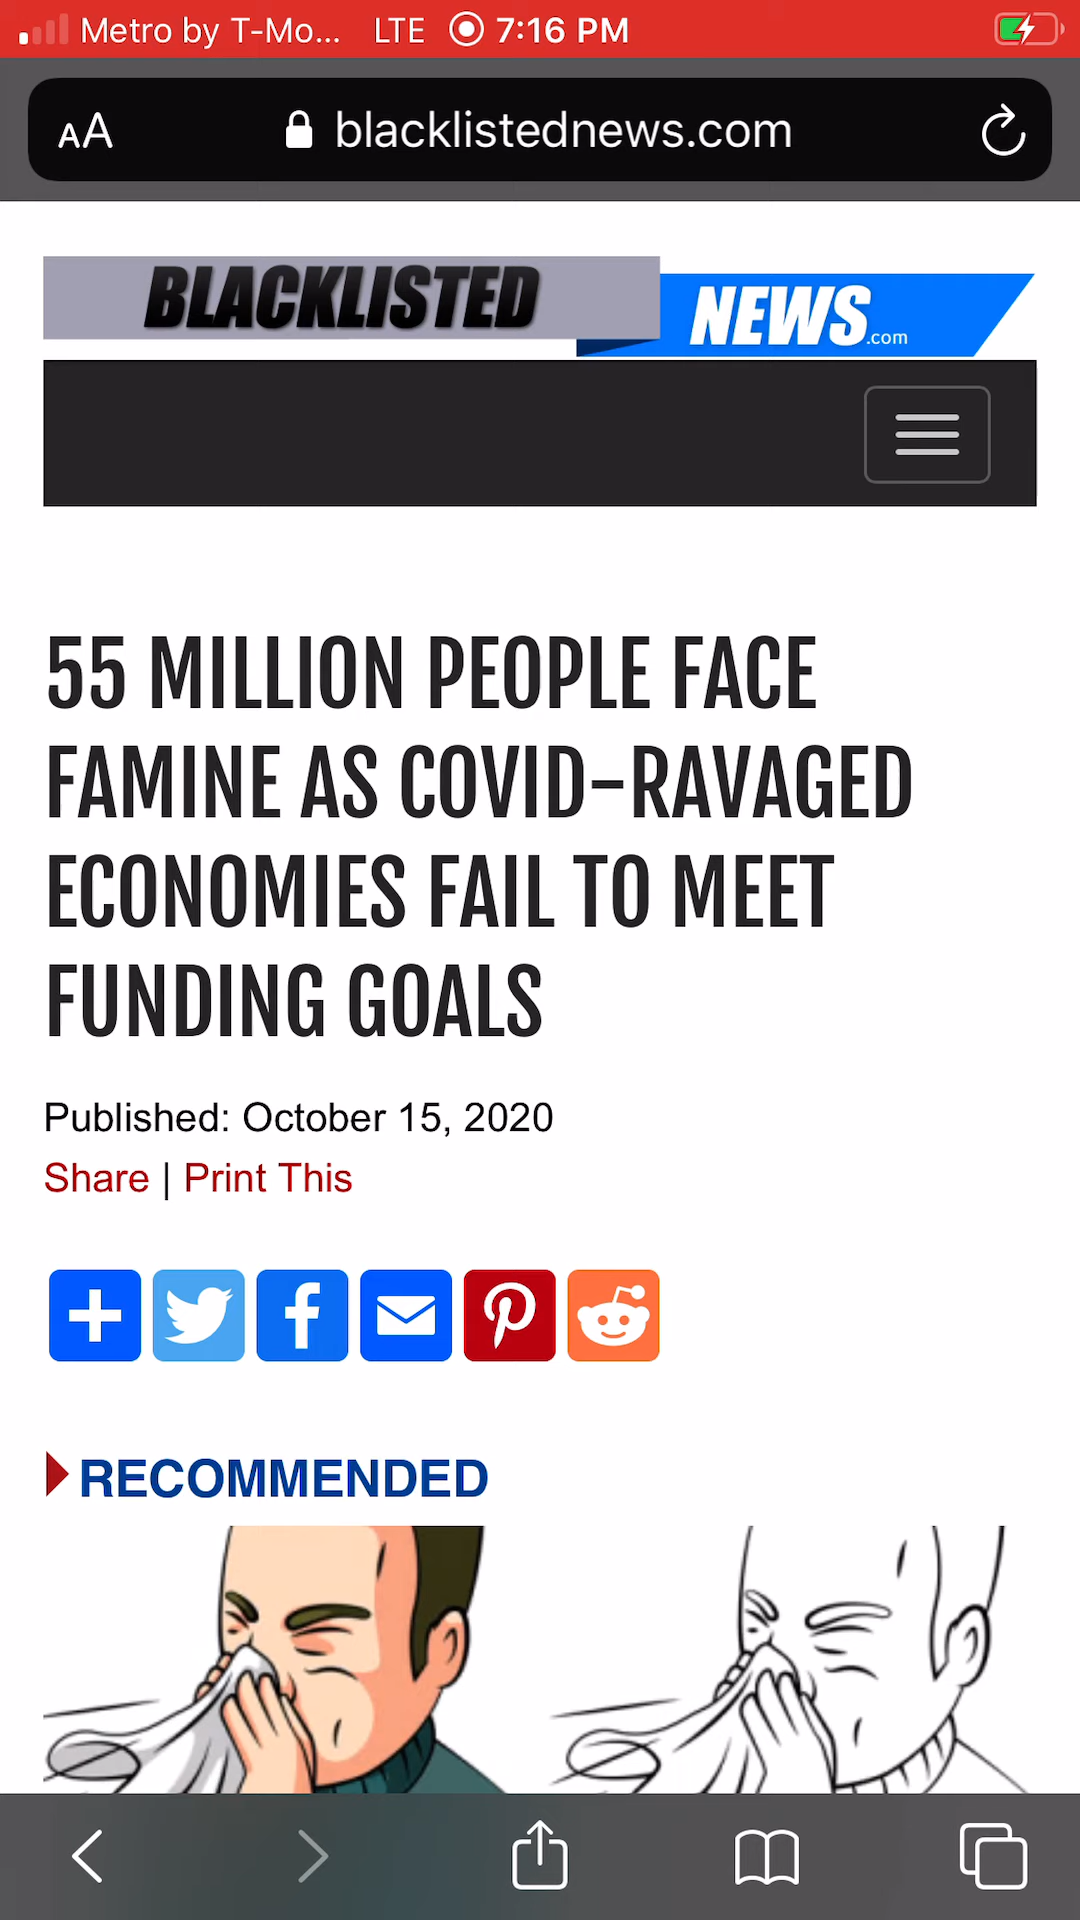 Metro by T-Mo... LTE 7:16 PM
AA blacklistednews.com
BLACKLISTED NEWS.com
55 MILLION PEOPLE FACE
FAMINE AS COVID-RAVAGED
ECONOMIES FAIL TO MEET
FUNDING GOALS
Published: October 15, 2020
Share | Print This
RECOMMENDED